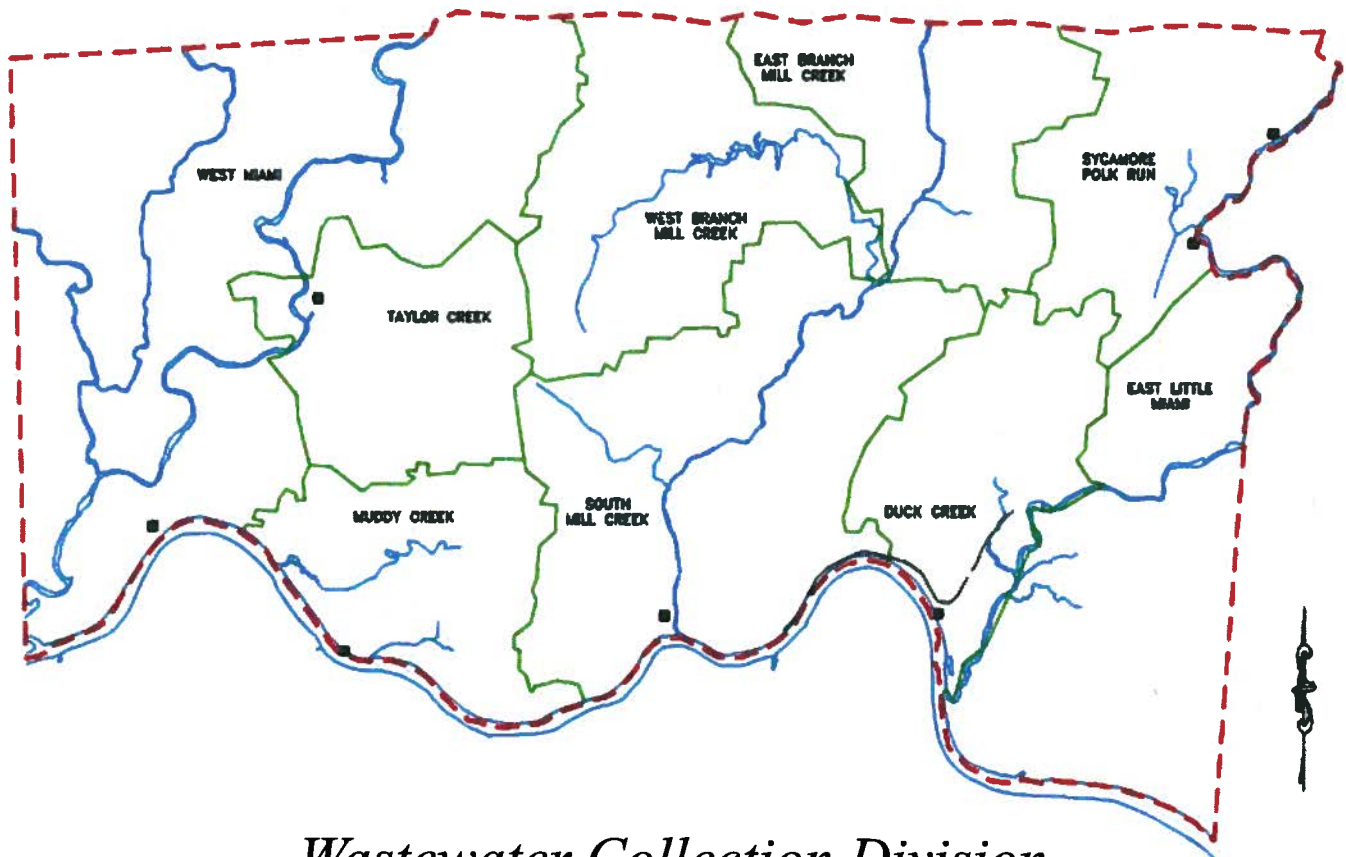 EAST BRANCH
MILL CREEK
WEST MIAMI
SYCAMORE
POLK RUN
WEST BRANCH
MILL CREEK
TAYLOR CREEK
EAST LITTLE
MIAMI
MUDDY CREEK
SOUTH
MILL CREEK
DUCK CREEK
Wastewater Collection Division